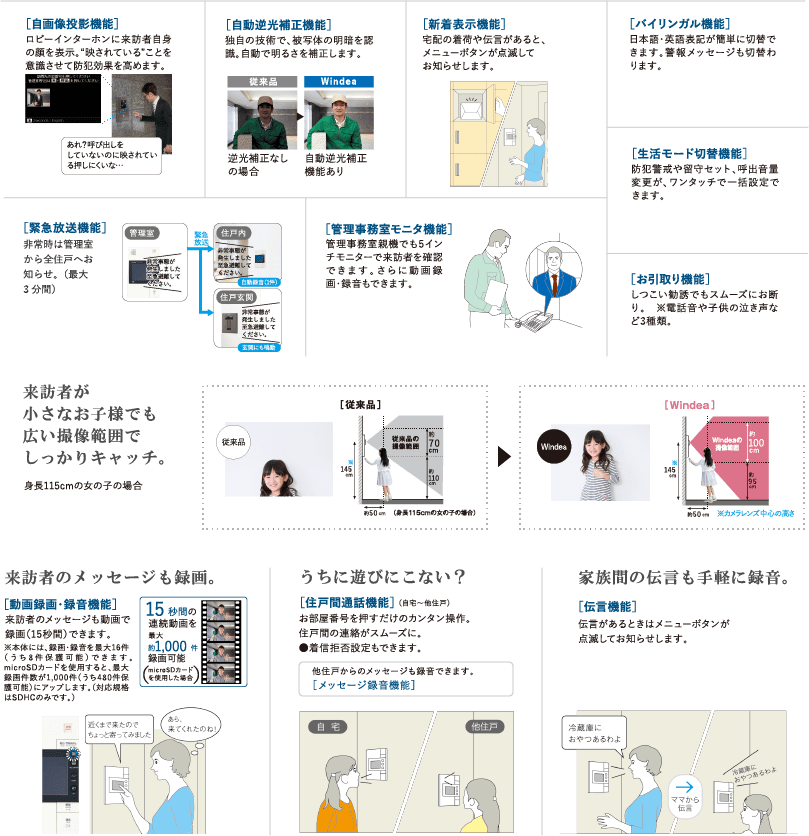 [自画像投影機能]
ロビーインターホンに来訪者自身
の顔を表示。“映されている”ことを
意識させて防犯効果を高めます。
あれ？呼び出しを
していないのに映されてい
る押しにくいな…
[自動逆光補正機能]
独自の技術で、被写体の明暗を認
識。自動で明るさを補正します。
従来品
Windea
逆光補正なし
の場合
自動逆光補正
機能あり
[新着表示機能]
宅配の着荷や伝言があると、
メニューボタンが点滅して
お知らせします。
[バイリンガル機能]
日本語・英語表記が簡単に切替で
きます。警報メッセージも切替わ
ります。
[生活モード切替機能]
防犯警戒や留守セット、呼出音量
変更が、ワンタッチで一括設定で
きます。
[緊急放送機能]
非常時は管理室
から全住戸へお
知らせ。（最大
3分間）
管理室
非常事態が
発生しました
至急避難して
ください。
緊急
放送
住戸内
非常事態が
発生しました
至急避難して
ください。
自動録音(1件)
住戸玄関
非常事態が
発生しました
至急避難して
ください。
玄関にも鳴動
[管理事務室モニタ機能]
管理事務室親機でも5イン
チモニターで来訪者を確認
できます。さらに動画録
画・録音もできます。
[お引取り機能]
しつこい勧誘でもスムーズにお断
り。　※電話音や子供の泣き声な
ど3種類。
来訪者が
小さなお子様でも
広い撮像範囲で
しっかりキャッチ。
身長115cmの女の子の場合
従来品
[従来品]
従来品の
撮像範囲
約
70
cm
※
145
cm
約
110
cm
約50cm
(身長115cmの女の子の場合)
Windea
[Windea]
Windeaの
撮像範囲
約
100
cm
※
145
cm
約
95
cm
約50cm
※カメラレンズ中心の高さ
来訪者のメッセージも録画。
[動画録画・録音機能]
来訪者のメッセージも動画で
録画（15秒間）できます。
※本体には、録画・録音を最大16件
（うち8件保護可能）できます。
microSDカードを使用すると、最大
録画件数が1,000件（うち480件保
護可能）にアップします。（対応規格
はSDHCのみです。）
15秒間の
連続動画を
最大
約1,000件
録画可能
(microSDカード
を使用した場合)
近くまで来たので
ちょっと寄ってみました
あら、
来てくれたのね！
うちに遊びにこない？
[住戸間通話機能]（自宅〜他住戸）
お部屋番号を押すだけのカンタン操作。
住戸間の連絡がスムーズに。
●着信拒否設定もできます。
他住戸からのメッセージも録音できます。
[メッセージ録音機能]
自宅
他住戸
家族間の伝言も手軽に録音。
[伝言機能]
伝言があるときはメニューボタンが
点滅してお知らせします。
冷蔵庫に
おやつあるわよ
→
ママから
伝言
冷蔵庫に
おやつあるわよ